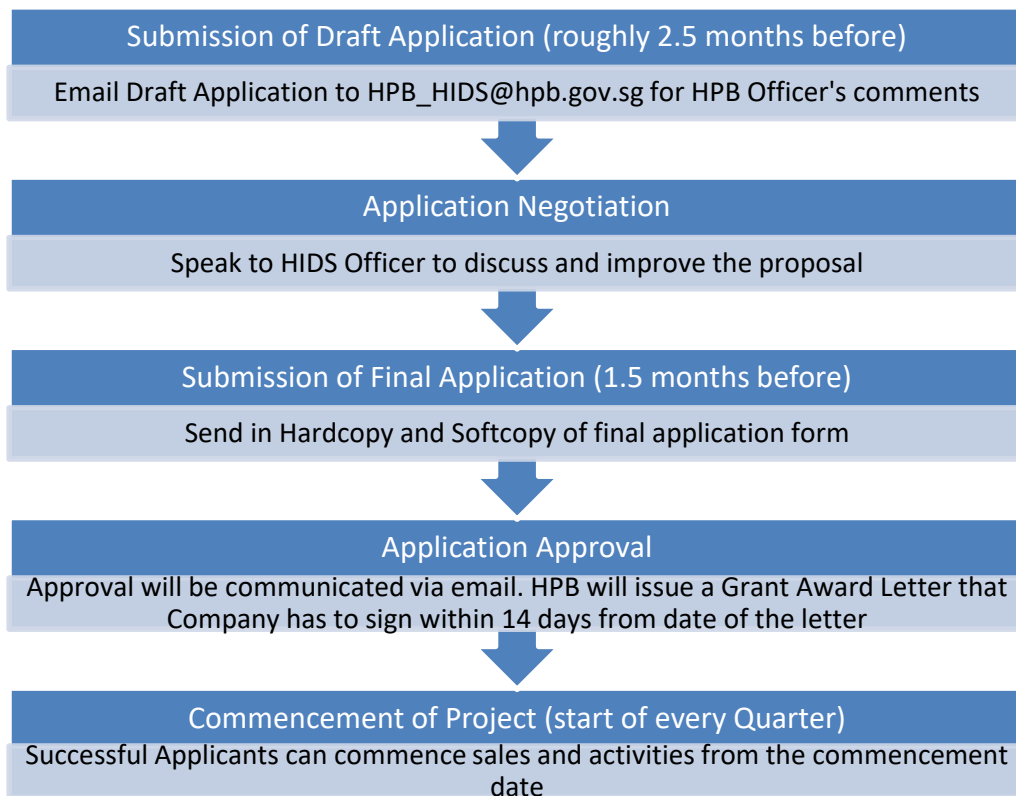 Submission of Draft Application (roughly 2.5 months before)
Email Draft Application to HPB_HIDS@hpb.gov.sg for HPB Officer's comments
Application Negotiation
Speak to HIDS Officer to discuss and improve the proposal
Submission of Final Application (1.5 months before)
Send in Hardcopy and Softcopy of final application form
Application Approval
Approval will be communicated via email. HPB will issue a Grant Award Letter that
Company has to sign within 14 days from date of the letter
Commencement of Project (start of every Quarter)
Successful Applicants can commence sales and activities from the commencement
date